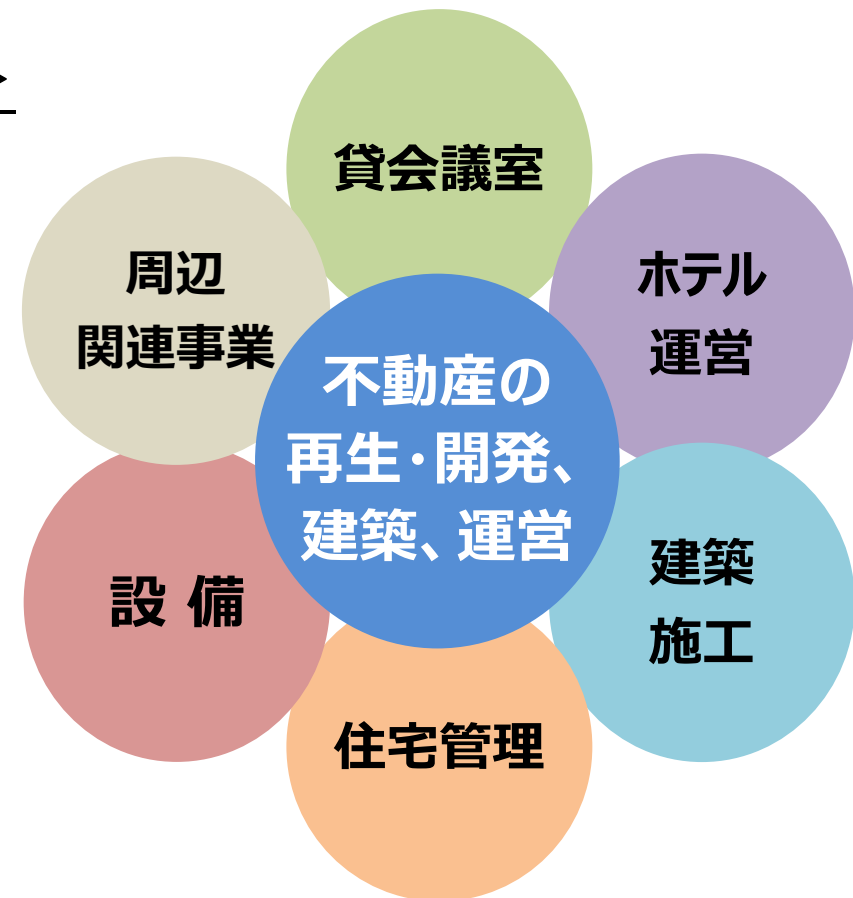 貸会議室
周辺
関連事業
ホテル
運営
不動産の
再生・開発、
建築、運営
設 備
建築
施工
住宅管理